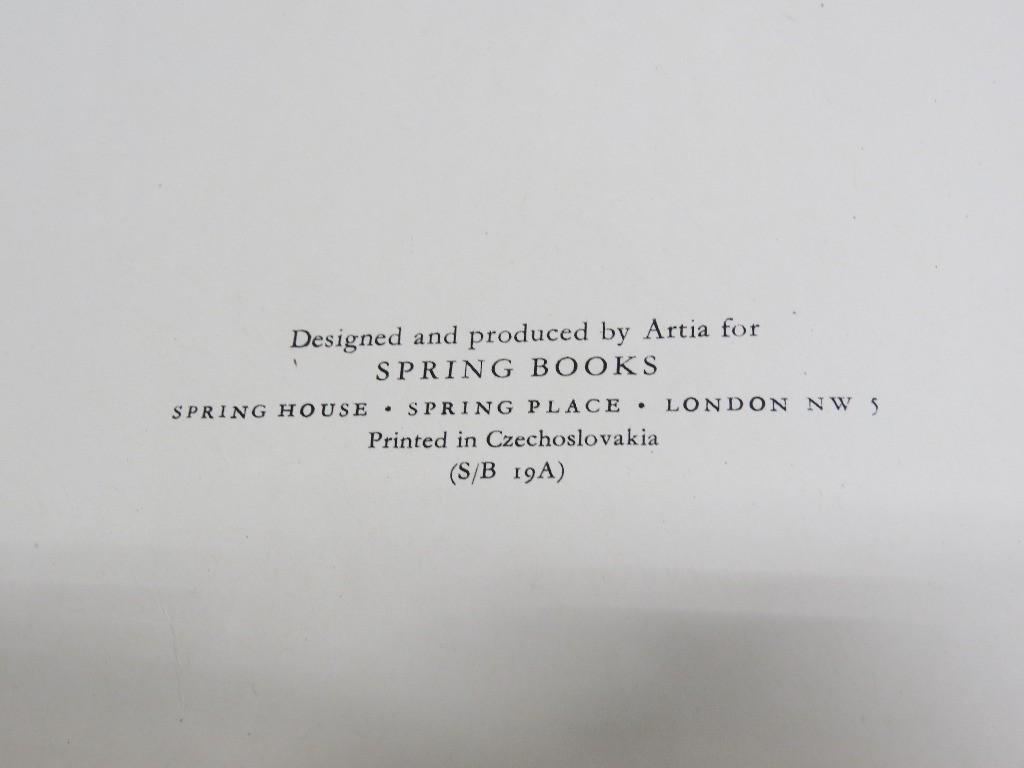 Designed and produced by Artia for
SPRING BOOKS
SPRING HOUSE • SPRING PLACE • LONDON NW 5
Printed in Czechoslovakia
(S/B 19A)